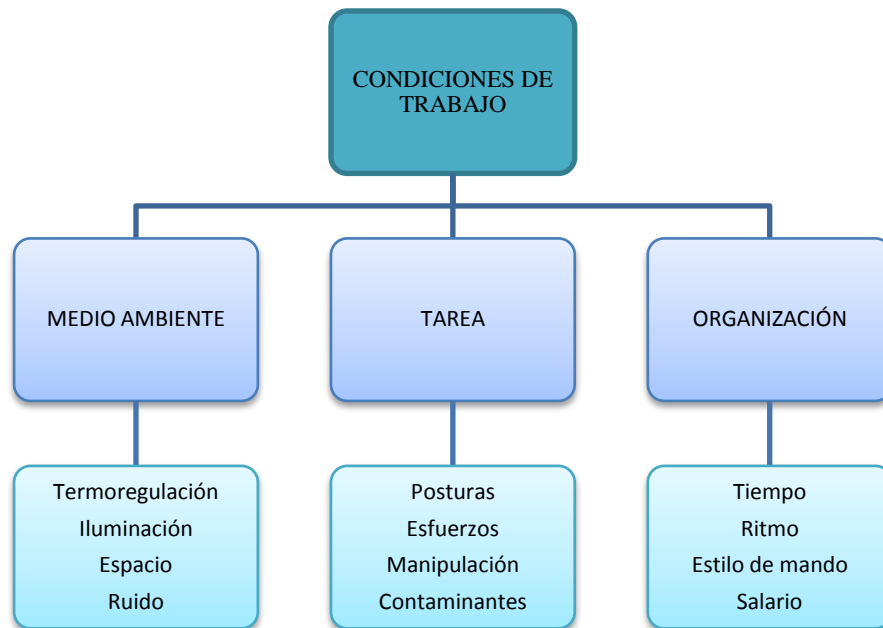 CONDICIONES DE
TRABAJO
MEDIO AMBIENTE
TAREA
ORGANIZACIÓN
Termoregulación
Iluminación
Espacio
Ruido
Posturas
Esfuerzos
Manipulación
Contaminantes
Tiempo
Ritmo
Estilo de mando
Salario